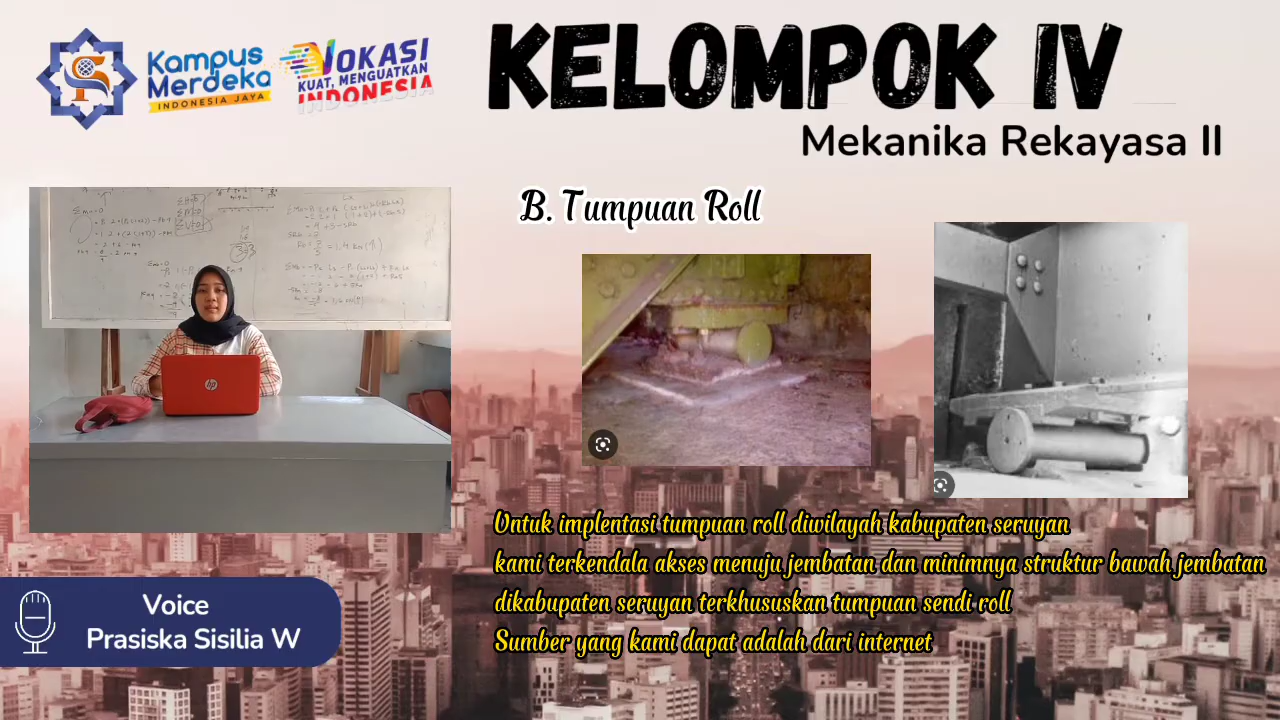 Kampus
Merdeka
INDONESIA JAYA
VOKASI
KUAT, MENGUATKAN
INDONESIA
KELOMPOK IV
Mekanika Rekayasa II
B. Tumpuan Roll
hp
Untuk implentasi tumpuan roll diwilayah kabupaten seruyan
kami terkendala akses menuju jembatan dan minimnya struktur bawah jembatan
dikabupaten seruyan terkhususkan tumpuan sendi roll
Sumber yang kami dapat adalah dari internet
Voice
Prasiska Sisilia W